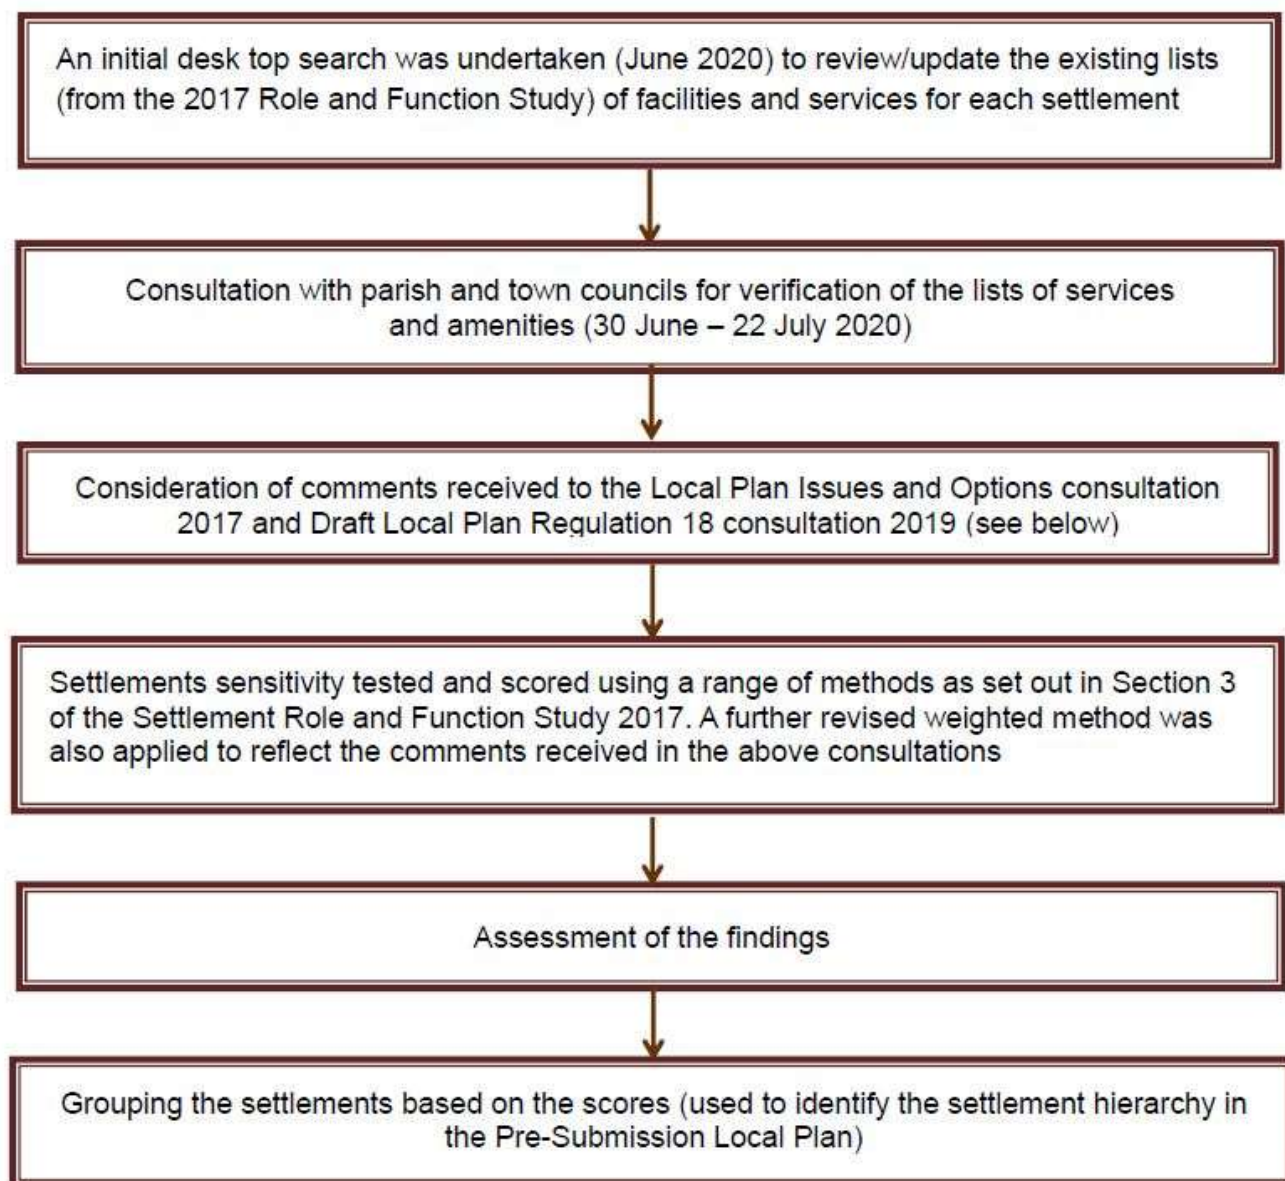 An initial desk top search was undertaken (June 2020) to review/update the existing lists
(from the 2017 Role and Function Study) of facilities and services for each settlement
Consultation with parish and town councils for verification of the lists of services
and amenities (30 June – 22 July 2020)
Consideration of comments received to the Local Plan Issues and Options consultation
2017 and Draft Local Plan Regulation 18 consultation 2019 (see below)
Settlements sensitivity tested and scored using a range of methods as set out in Section 3
of the Settlement Role and Function Study 2017. A further revised weighted method was
also applied to reflect the comments received in the above consultations
Assessment of the findings
Grouping the settlements based on the scores (used to identify the settlement hierarchy in
the Pre-Submission Local Plan)